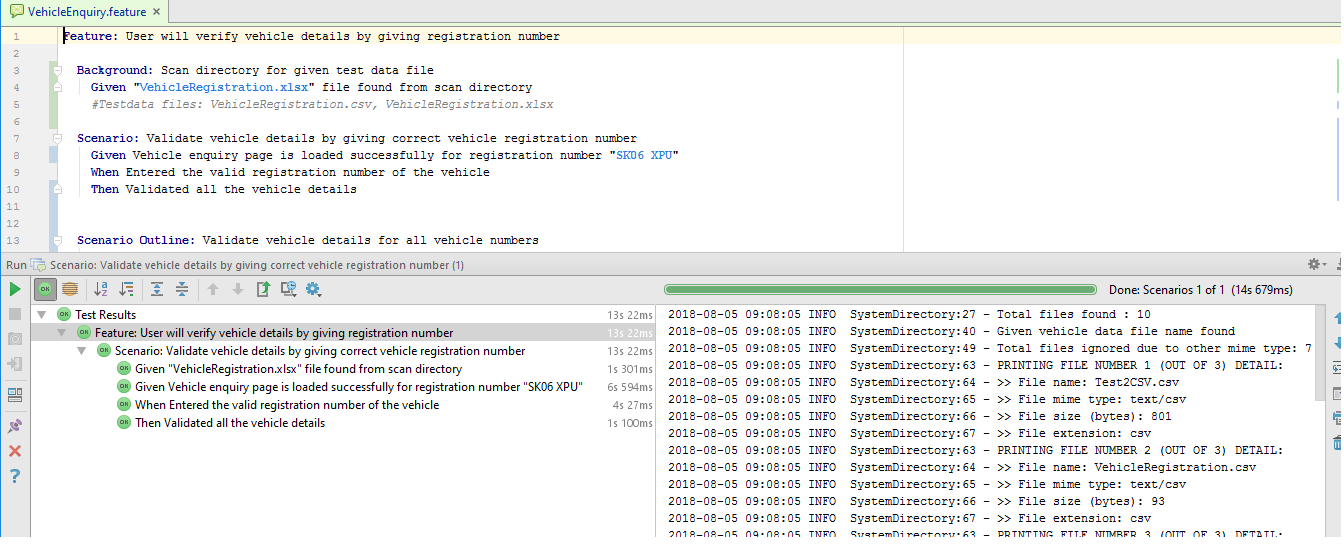 VehicleEnquiry.feature ×
1 Feature: User will verify vehicle details by giving registration number
2
3 Background: Scan directory for given test data file
4 Given "VehicleRegistration.xlsx" file found from scan directory
5 #Testdata files: VehicleRegistration.csv, VehicleRegistration.xlsx
6
7 Scenario: Validate vehicle details by giving correct vehicle registration number
8 Given Vehicle enquiry page is loaded successfully for registration number "SK06 XPU"
9 When Entered the valid registration number of the vehicle
10 Then Validated all the vehicle details
11
12
13 Scenario Outline: Validate vehicle details for all vehicle numbers
Run Scenario: Validate vehicle details by giving correct vehicle registration number (1)
Done: Scenarios 1 of 1 (14s 679ms)
Test Results 13s 22ms
Feature: User will verify vehicle details by giving registration number 13s 22ms
Scenario: Validate vehicle details by giving correct vehicle registration number 13s 22ms
Given "VehicleRegistration.xlsx" file found from scan directory 1s 301ms
Given Vehicle enquiry page is loaded successfully for registration number "SK06 XPU" 6s 594ms
When Entered the valid registration number of the vehicle 4s 27ms
Then Validated all the vehicle details 1s 100ms
2018-08-05 09:08:05 INFO SystemDirectory:27 - Total files found : 10
2018-08-05 09:08:05 INFO SystemDirectory:40 - Given vehicle data file name found
2018-08-05 09:08:05 INFO SystemDirectory:49 - Total files ignored due to other mime type: 7
2018-08-05 09:08:05 INFO SystemDirectory:63 - PRINTING FILE NUMBER 1 (OUT OF 3) DETAIL:
2018-08-05 09:08:05 INFO SystemDirectory:64 - >> File name: Test2CSV.csv
2018-08-05 09:08:05 INFO SystemDirectory:65 - >> File mime type: text/csv
2018-08-05 09:08:05 INFO SystemDirectory:66 - >> File size (bytes): 801
2018-08-05 09:08:05 INFO SystemDirectory:67 - >> File extension: csv
2018-08-05 09:08:05 INFO SystemDirectory:63 - PRINTING FILE NUMBER 2 (OUT OF 3) DETAIL:
2018-08-05 09:08:05 INFO SystemDirectory:64 - >> File name: VehicleRegistration.csv
2018-08-05 09:08:05 INFO SystemDirectory:65 - >> File mime type: text/csv
2018-08-05 09:08:05 INFO SystemDirectory:66 - >> File size (bytes): 93
2018-08-05 09:08:05 INFO SystemDirectory:67 - >> File extension: csv
2018-08-05 09:08:05 INFO SystemDirectory:63 - PRINTING FILE NUMBER 3 (OUT OF 3) DETAIL: